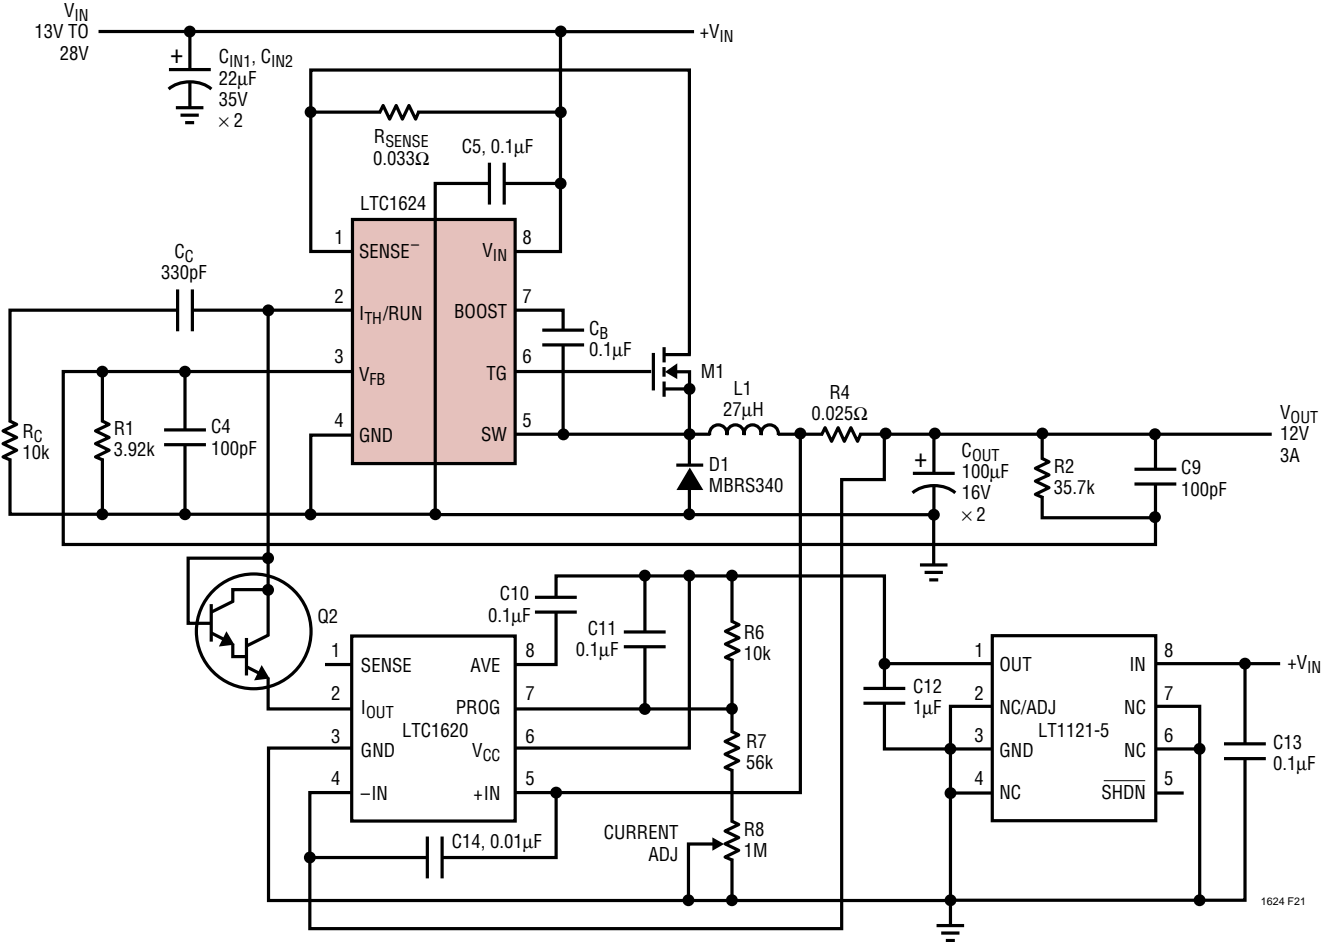 VIN
13V TO
28V
+VIN
+
CIN1, CIN2
22μF
35V
× 2
RSENSE
0.033Ω
C5, 0.1μF
LTC1624
1
SENSE–
VIN
8
CC
330pF
2
ITH/RUN
BOOST
7
CB
0.1μF
3
VFB
TG
6
M1
4
GND
SW
5
L1
27μH
R4
0.025Ω
VOUT
12V
3A
RC
10k
R1
3.92k
C4
100pF
D1
MBRS340
+
COUT
100μF
16V
× 2
R2
35.7k
C9
100pF
Q2
C10
0.1μF
C11
0.1μF
R6
10k
1
SENSE
AVE
8
2
IOUT
PROG
7
LTC1620
3
GND
VCC
6
4
–IN
+IN
5
R7
56k
C14, 0.01μF
CURRENT
ADJ
R8
1M
C12
1μF
1
OUT
IN
8
+VIN
2
NC/ADJ
NC
7
LT1121-5
3
GND
NC
6
4
NC
SHDN
5
C13
0.1μF
1624 F21